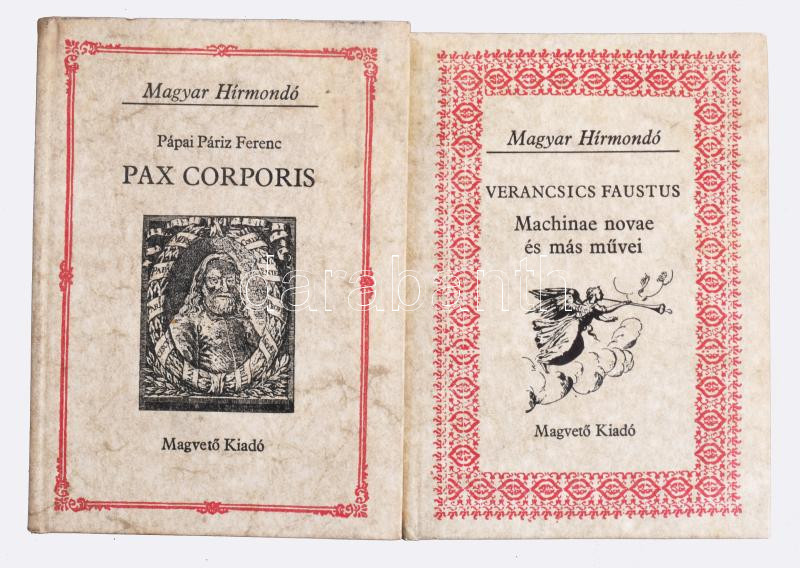 Magyar Hírmondó
Pápai Páriz Ferenc
PAX CORPORIS
Magvető Kiadó
Magyar Hírmondó
VERANCSICS FAUSTUS
Machinae novae
és más művei
Magvető Kiadó
darabanth